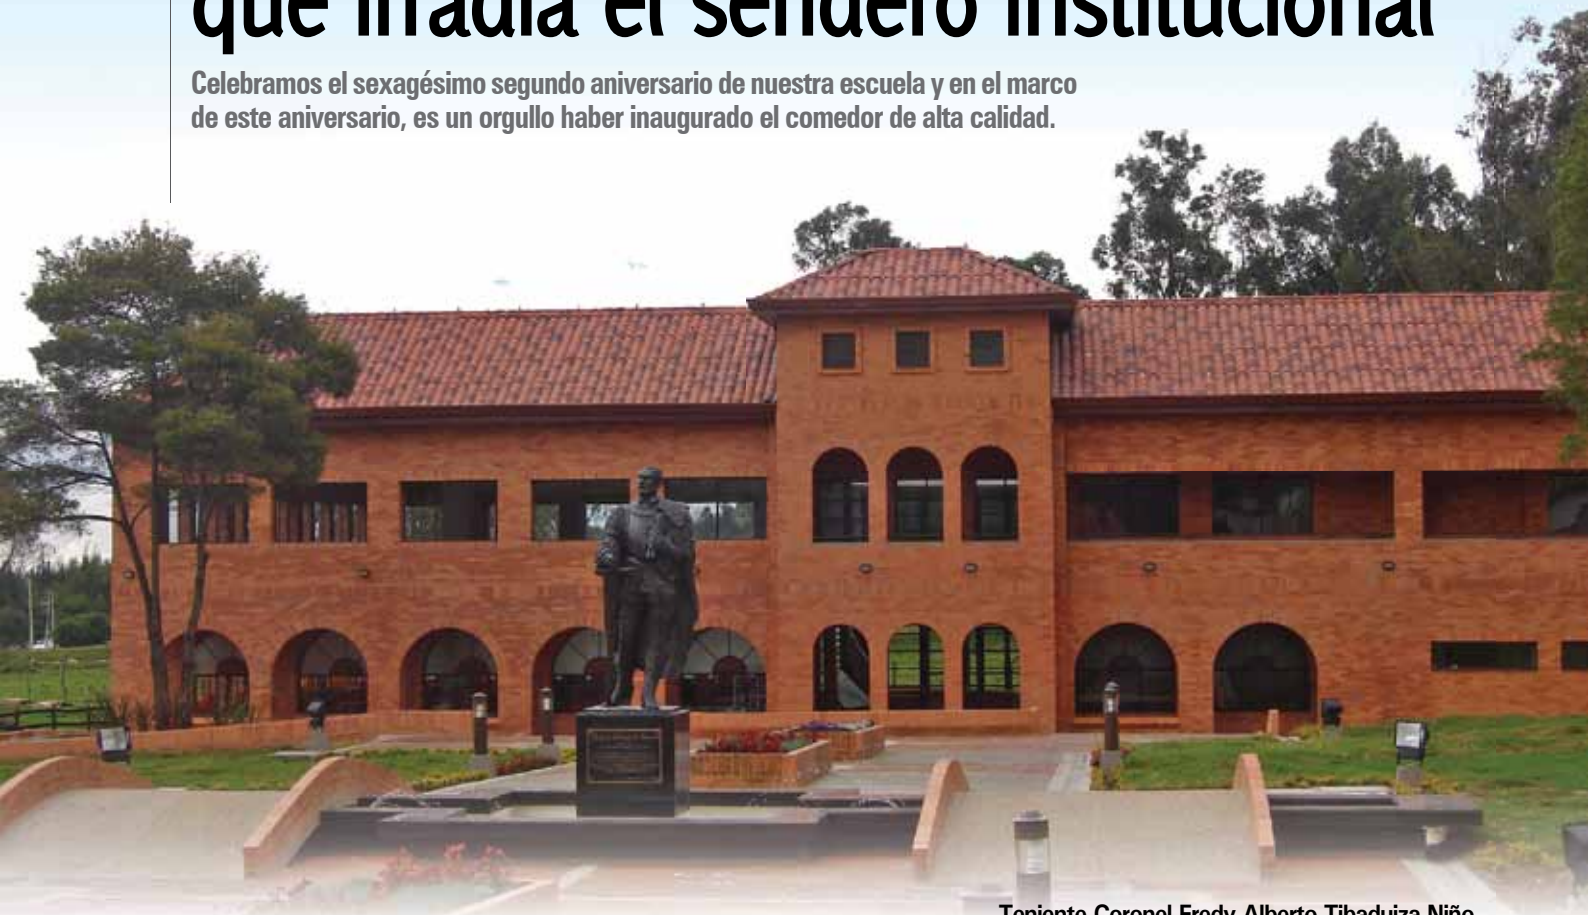 que irradia el sendero institucional
Celebramos el sexagésimo segundo aniversario de nuestra escuela y en el marco
de este aniversario, es un orgullo haber inaugurado el comedor de alta calidad.
Teniente Coronel Fredy Alberto Tibaduiza Niño